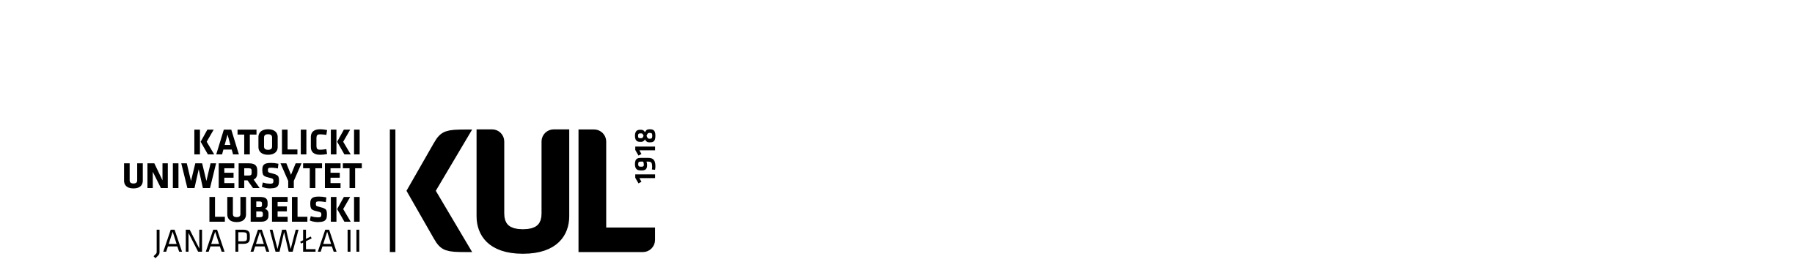 KATOLICKI
UNIWERSYTET
LUBELSKI
JANA PAWŁA II
KUL
1918